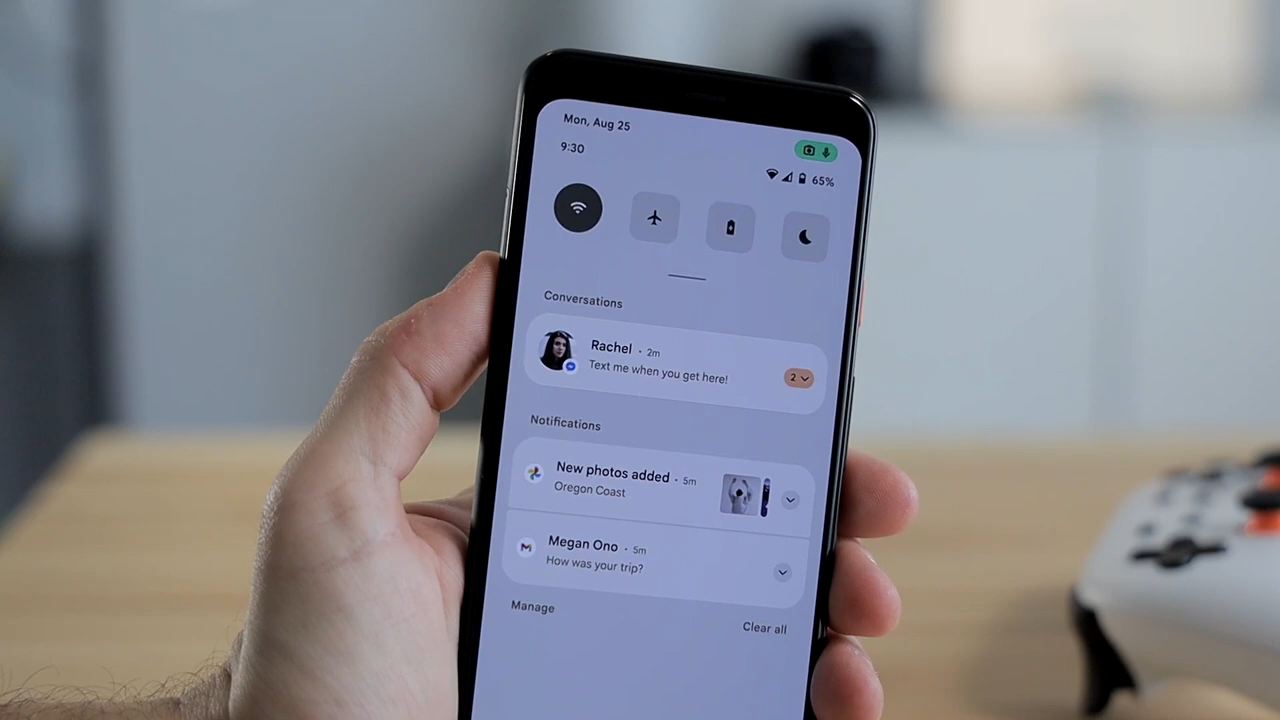 Mon, Aug 25
9:30
65%
Conversations
Rachel · 2m
Text me when you get here!
2
Notifications
New photos added · 5m
Oregon Coast
Megan Ono · 5m
How was your trip?
Manage
Clear all